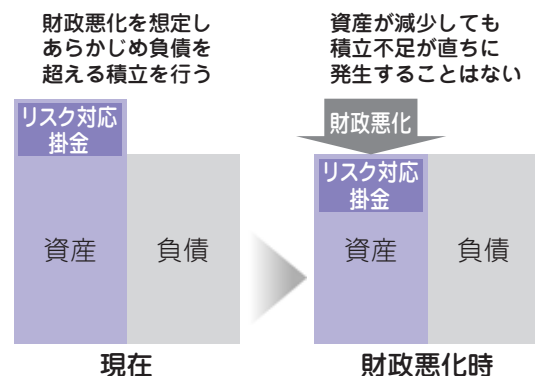 財政悪化を想定し
あらかじめ負債を
超える積立を行う
リスク対応
掛金
資産
負債
現在
資産が減少しても
積立不足が直ちに
発生することはない
財政悪化
リスク対応
掛金
資産
負債
財政悪化時